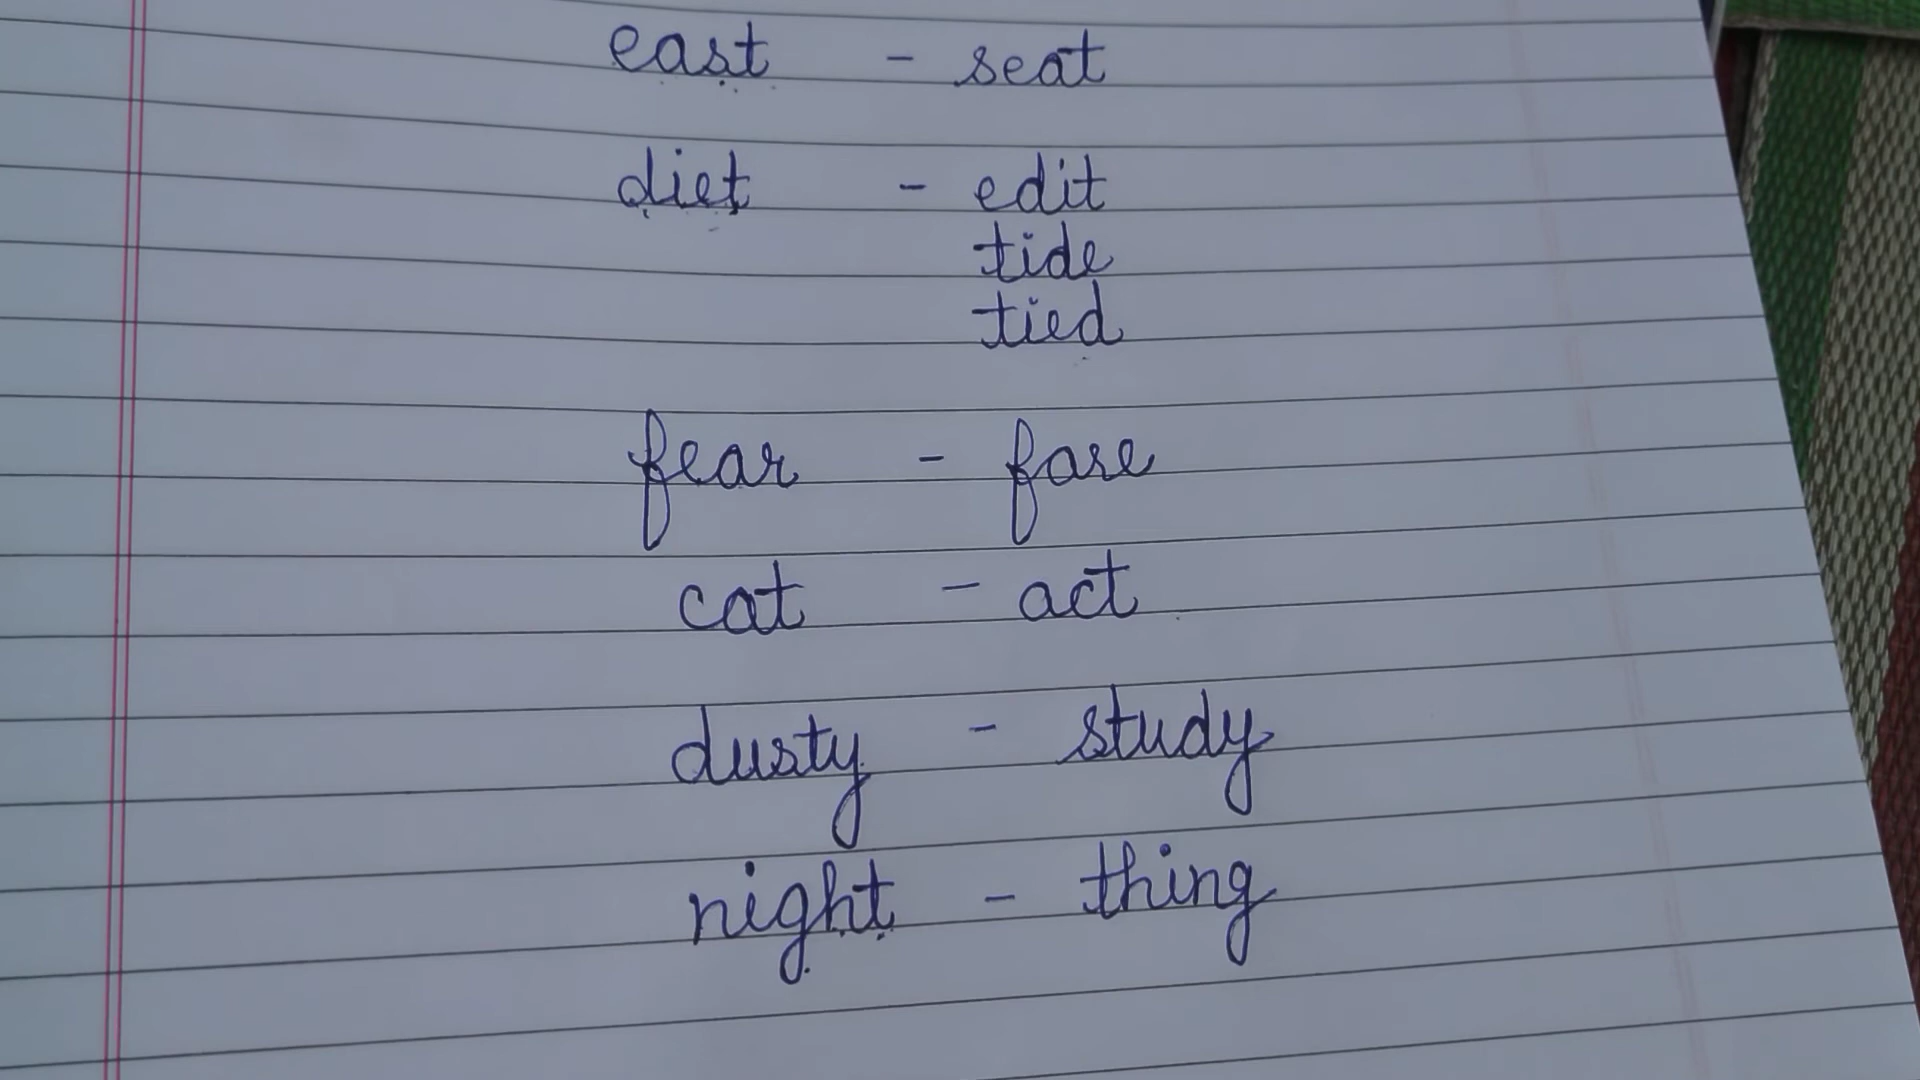 east - seat
diet - edit
tide
tied
fear - fare
cat - act
dusty - study
night - thing